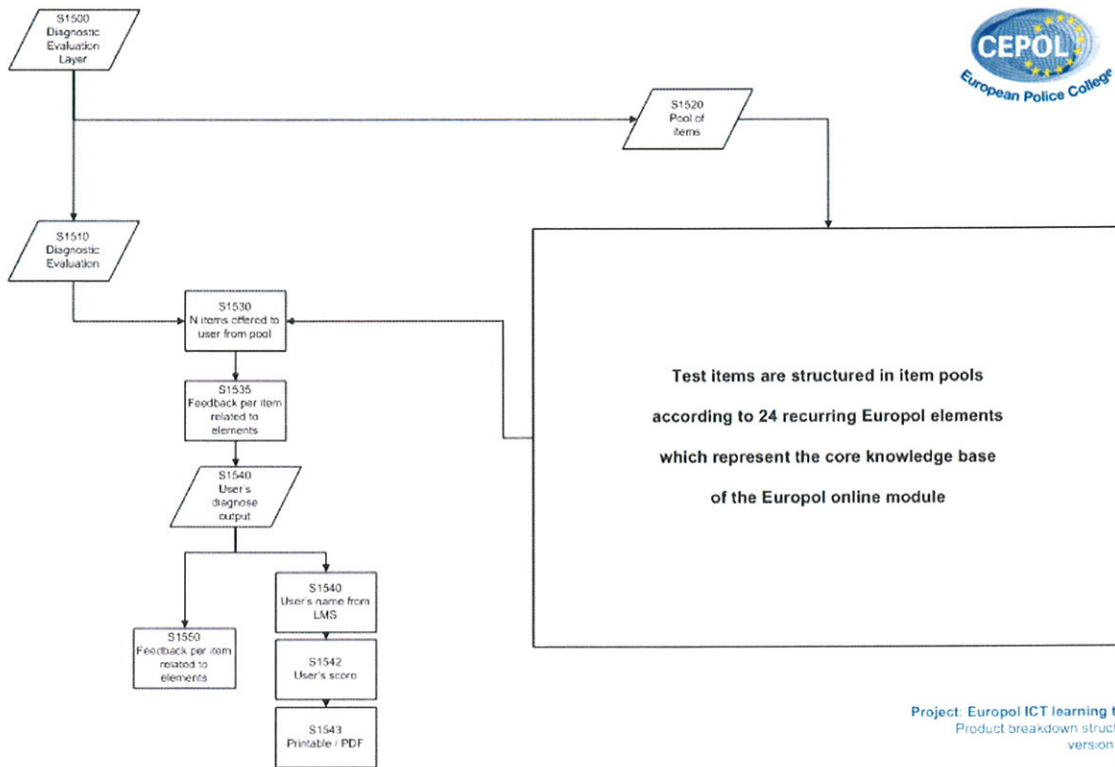 S1500
Diagnostic
Evaluation
Layer
CEPOL
European Police College
S1520
Pool of
items
S1510
Diagnostic
Evaluation
S1530
N items offered to
user from pool
S1535
Feedback per item
related to
elements
S1540
User's
diagnose
output
Test items are structured in item pools
according to 24 recurring Europol elements
which represent the core knowledge base
of the Europol online module
S1540
User's name from
LMS
S1550
Feedback per item
related to
elements
S1542
User's score
S1543
Printable / PDF
Project: Europol ICT learning t
Product breakdown struct
version